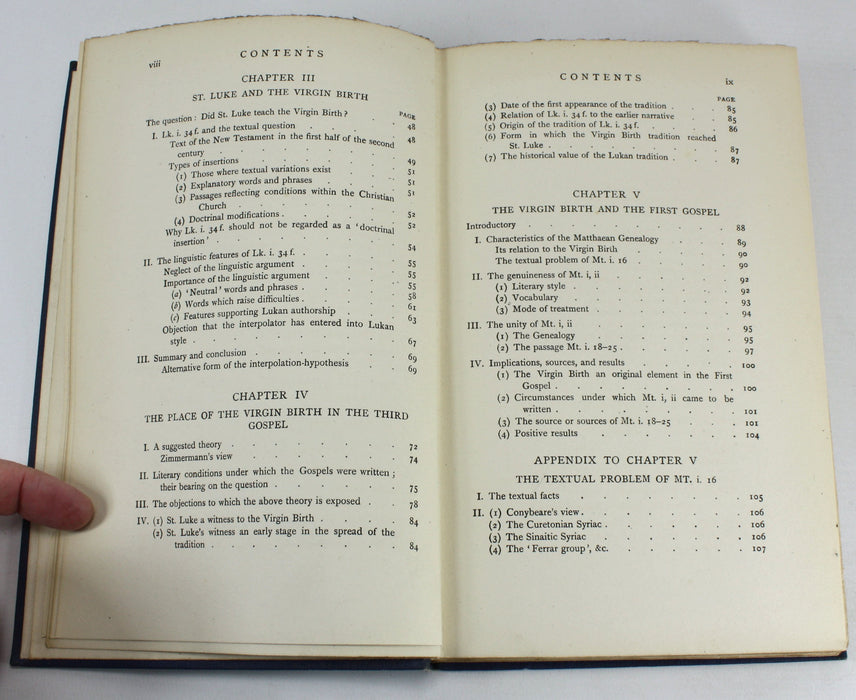 viii
CONTENTS
CHAPTER III
ST. LUKE AND THE VIRGIN BIRTH
PAGE
The question: Did St. Luke teach the Virgin Birth? . 48
I. Lk. i. 34 f. and the textual question . . . . 48
Text of the New Testament in the first half of the second
century . . . . . . . 49
Types of insertions . . . . . . 51
(1) Those where textual variations exist . . . 51
(2) Explanatory words and phrases . . . . 51
(3) Passages reflecting conditions within the Christian
Church . . . . . . . 52
(4) Doctrinal modifications . . . . . 52
Why Lk. i. 34 f. should not be regarded as a 'doctrinal
insertion' . . . . . . . 54
II. The linguistic features of Lk. i. 34 f. . . . . 55
Neglect of the linguistic argument . . . . 55
Importance of the linguistic argument . . . 55
(a) 'Neutral' words and phrases . . . . 58
(b) Words which raise difficulties . . . . 61
(c) Features supporting Lukan authorship . . . 63
Objection that the interpolator has entered into Lukan
style . . . . . . . . 67
III. Summary and conclusion . . . . . 69
Alternative form of the interpolation-hypothesis . . 69
CHAPTER IV
THE PLACE OF THE VIRGIN BIRTH IN THE THIRD
GOSPEL
I. A suggested theory . . . . . . 72
Zimmermann's view . . . . . . 74
II. Literary conditions under which the Gospels were written;
their bearing on the question . . . . . 75
III. The objections to which the above theory is exposed . 78
IV. (1) St. Luke a witness to the Virgin Birth . . . 84
(2) St. Luke's witness an early stage in the spread of the
tradition . . . . . . . 84
CONTENTS
ix
PAGE
(3) Date of the first appearance of the tradition . . . 85
(4) Relation of Lk. i. 34 f. to the earlier narrative . . 85
(5) Origin of the tradition of Lk. i. 34 f. . . . . 86
(6) Form in which the Virgin Birth tradition reached
St. Luke . . . . . . . 87
(7) The historical value of the Lukan tradition . . . 87
CHAPTER V
THE VIRGIN BIRTH AND THE FIRST GOSPEL
Introductory . . . . . . . . 88
I. Characteristics of the Matthaean Genealogy . . . 89
Its relation to the Virgin Birth . . . . 90
The textual problem of Mt. i. 16 . . . . 90
II. The genuineness of Mt. i, ii . . . . . 92
(1) Literary style . . . . . . 92
(2) Vocabulary . . . . . . 93
(3) Mode of treatment . . . . . 94
III. The unity of Mt. i, ii . . . . . . 95
(1) The Genealogy . . . . . . 95
(2) The passage Mt. i. 18-25 . . . . . 97
IV. Implications, sources, and results . . . . . 100
(1) The Virgin Birth an original element in the First
Gospel . . . . . . . 100
(2) Circumstances under which Mt. i, ii came to be
written . . . . . . . 101
(3) The source or sources of Mt. i. 18-25 . . . 101
(4) Positive results . . . . . . 104
APPENDIX TO CHAPTER V
THE TEXTUAL PROBLEM OF MT. i. 16
I. The textual facts . . . . . . . 105
II. (1) Conybeare's view . . . . . . 106
(2) The Curetonian Syriac . . . . . 106
(3) The Sinaitic Syriac . . . . . . 106
(4) The 'Ferrar group', &c. . . . . . 107